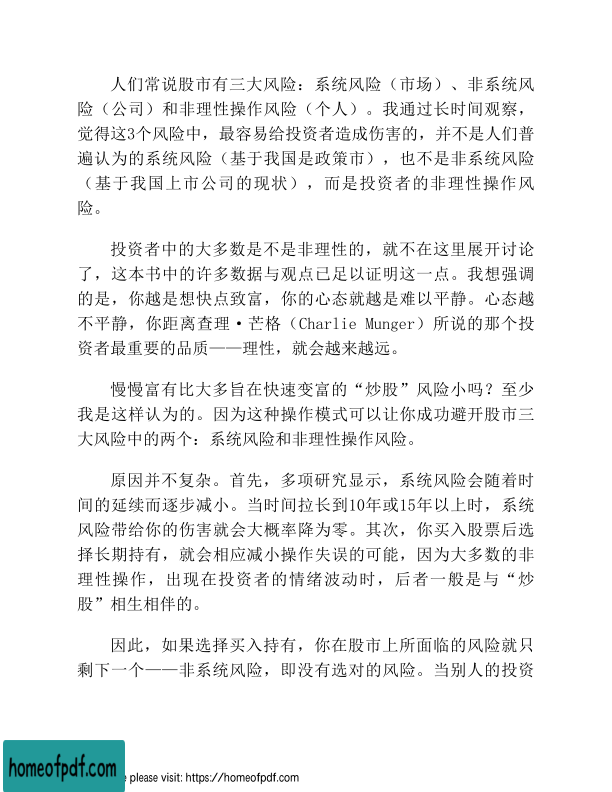 人们常说股市有三大风险：系统风险（市场）、非系统风
险（公司）和非理性操作风险（个人）。我通过长时间观察，
觉得这3个风险中，最容易给投资者造成伤害的，并不是人们普
遍认为的系统风险（基于我国是政策市），也不是非系统风险
（基于我国上市公司的现状），而是投资者的非理性操作风
险。
投资者中的大多数是不是非理性的，就不在这里展开讨论
了，这本书中的许多数据与观点已足以证明这一点。我想强调
的是，你越是想快点致富，你的心态就越是难以平静。心态越
不平静，你距离查理·芒格（Charlie Munger）所说的那个投
资者最重要的品质——理性，就会越来越远。
慢慢富有比大多旨在快速变富的“炒股”风险小吗？至少
我是这样认为的。因为这种操作模式可以让你成功避开股市三
大风险中的两个：系统风险和非理性操作风险。
原因并不复杂。首先，多项研究显示，系统风险会随着时
间的延续而逐步减小。当时间拉长到10年或15年以上时，系统
风险带给你的伤害就会大概率降为零。其次，你买入股票后选
择长期持有，就会相应减小操作失误的可能，因为大多数的非
理性操作，出现在投资者的情绪波动时，后者一般是与“炒
股”相生相伴的。
因此，如果选择买入持有，你在股市上所面临的风险就只
剩下一个——非系统风险，即没有选对的风险。当别人的投资
homeofpdf.com
please visit: https://homeofpdf.com